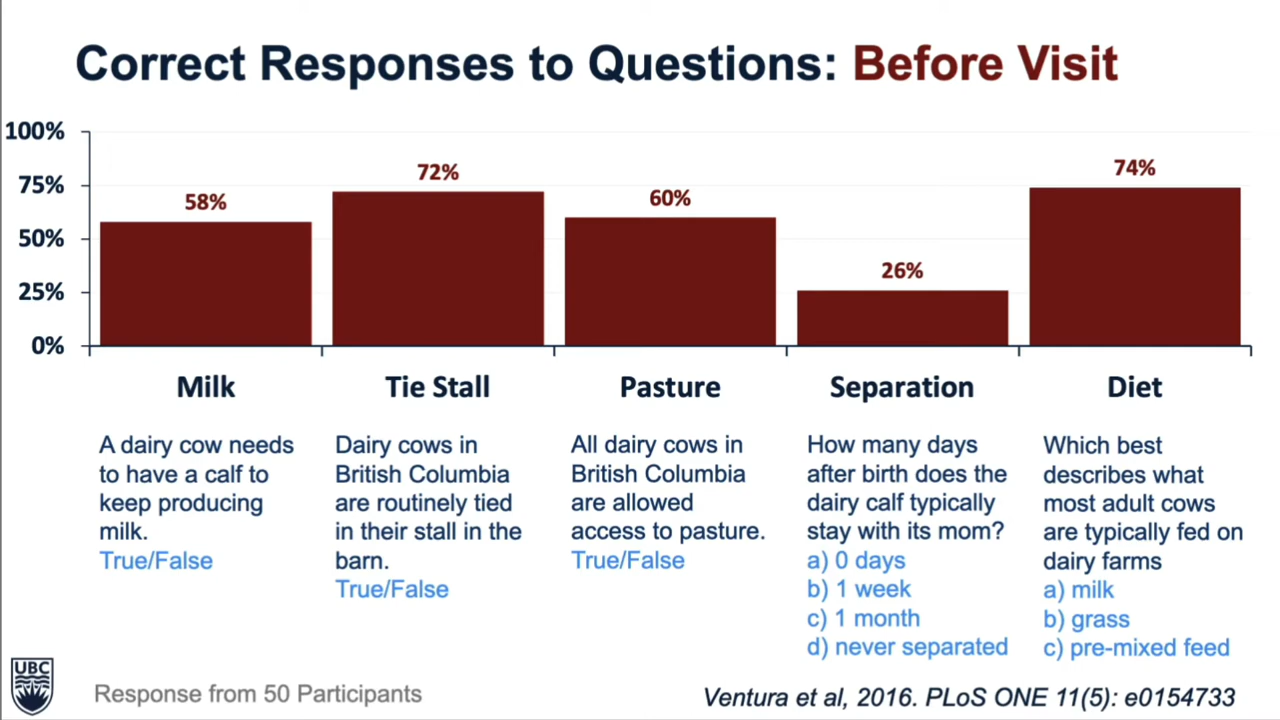 Correct Responses to Questions: Before Visit
100%
75%
50%
25%
0%
58%
72%
60%
26%
74%
Milk
Tie Stall
Pasture
Separation
Diet
A dairy cow needs
to have a calf to
keep producing
milk.
True/False
Dairy cows in
British Columbia
are routinely tied
in their stall in the
barn.
True/False
All dairy cows in
British Columbia
are allowed
access to pasture.
True/False
How many days
after birth does the
dairy calf typically
stay with its mom?
a) 0 days
b) 1 week
c) 1 month
d) never separated
Which best
describes what
most adult cows
are typically fed on
dairy farms
a) milk
b) grass
c) pre-mixed feed
UBC
Response from 50 Participants
Ventura et al, 2016. PLoS ONE 11(5): e0154733